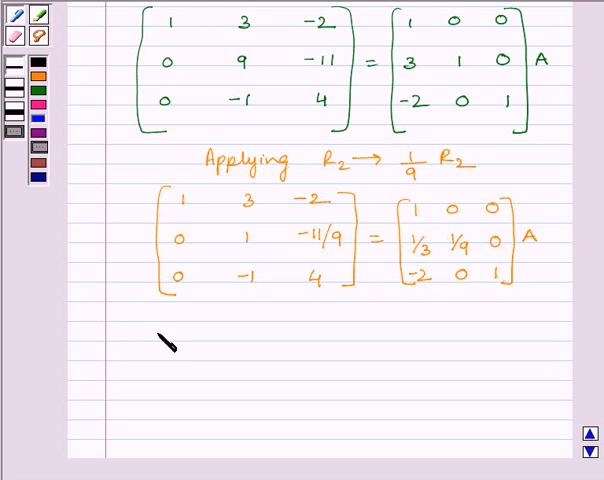 1 3 -2 1 0 0
0 9 -11 = 3 1 0 A
0 -1 4 -2 0 1
Applying R₂ → 1/9 R₂
1 3 -2 1 0 0
0 1 -11/9 = 1/3 1/9 0 A
0 -1 4 -2 0 1